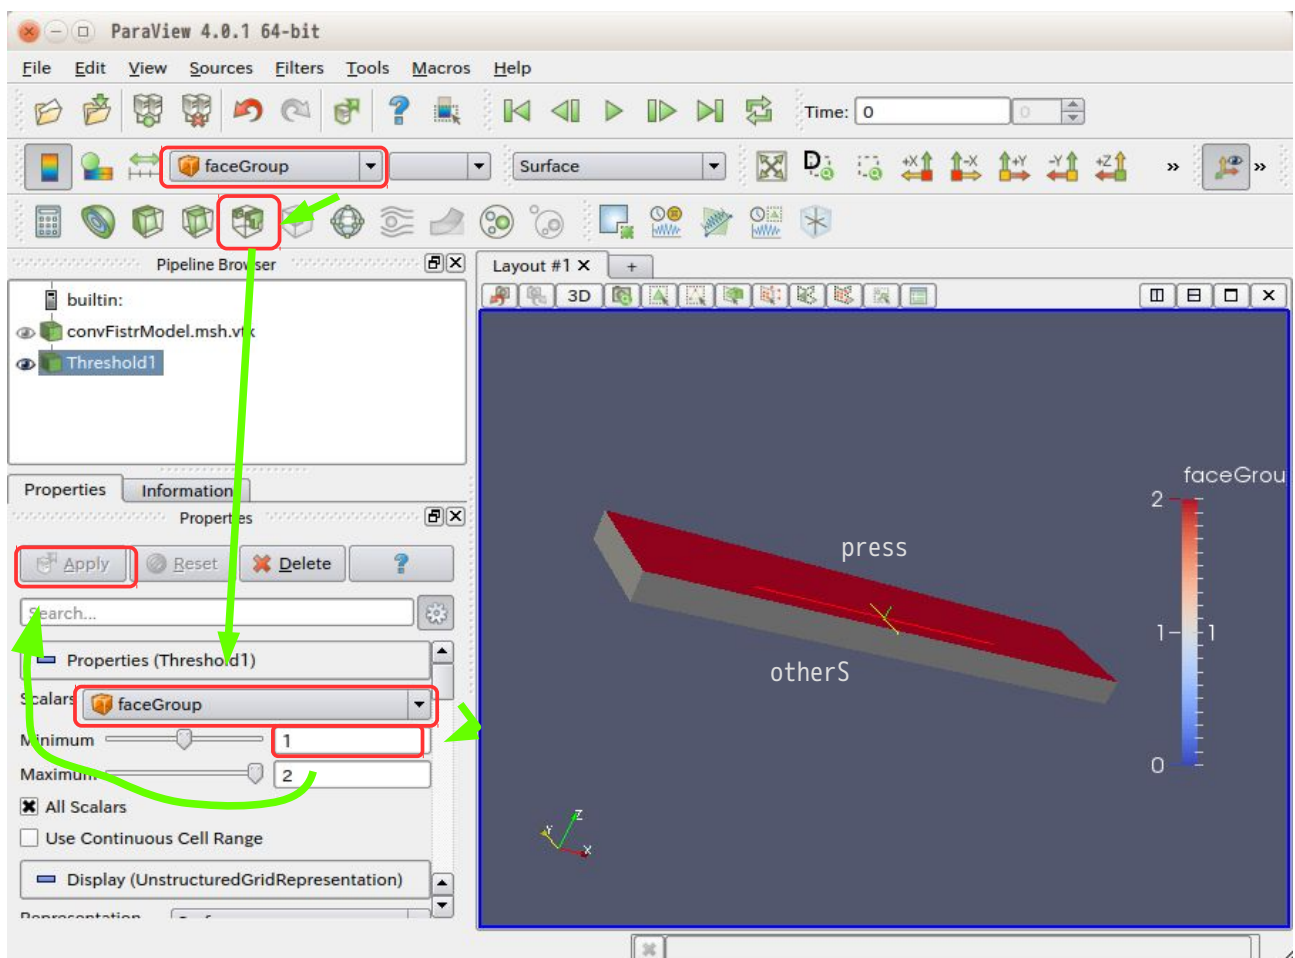 ParaView 4.0.1 64-bit
File Edit View Sources Filters Tools Macros Help
Time: 0 0
faceGroup Surface
+X -X +Y -Y +Z
Pipeline Browser
Layout #1 +
3D
builtin:
convFistrModel.msh.vtk
Threshold1
Properties Information
Properties
Apply Reset Delete ?
Search...
Properties (Threshold1)
Scalars faceGroup
Minimum 1
Maximum 2
All Scalars
Use Continuous Cell Range
Display (UnstructuredGridRepresentation)
faceGrou
2
press
1 1
otherS
0
Z
Y
X